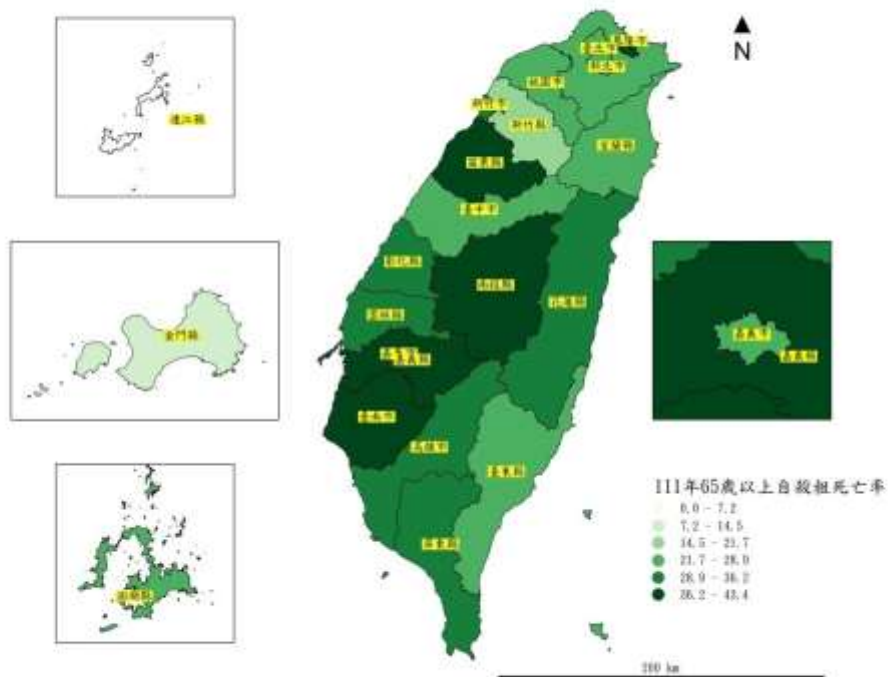 N
基隆市
臺北市
新北市
桃園市
新竹市
新竹縣
宜蘭縣
連江縣
苗栗縣
臺中市
彰化縣
南投縣
花蓮縣
雲林縣
金門縣
嘉義市
嘉義縣
嘉義市
嘉義縣
臺南市
高雄市
臺東縣
屏東縣
澎湖縣
111年65歲以上自殺粗死亡率
0.0 - 7.2
7.2 - 14.5
14.5 - 21.7
21.7 - 28.9
28.9 - 36.2
36.2 - 43.4
200 km